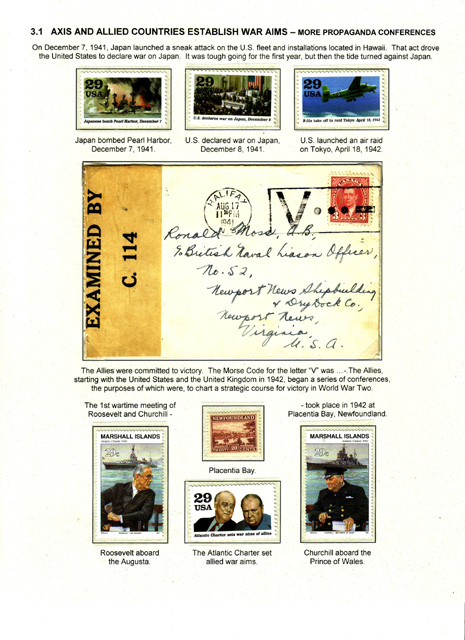 3.1 AXIS AND ALLIED COUNTRIES ESTABLISH WAR AIMS – MORE PROPAGANDA CONFERENCES
On December 7, 1941, Japan launched a sneak attack on the U.S. fleet and installations located in Hawaii. That act drove
the United States to declare war on Japan. It was tough going for the first year, but then the tide turned against Japan.
29
USA
Japanese bomb Pearl Harbor, December 7
29
USA
U.S. declares war on Japan, December 8
29
USA
B-25s take off to raid Tokyo, April 18, 1942
Japan bombed Pearl Harbor,
December 7, 1941.
U.S. declared war on Japan,
December 8, 1941.
U.S. launched an air raid
on Tokyo, April 18, 1942.
EXAMINED BY
C. 114
HALIFAX
AUG 17
11 PM
1941
V...-
CANADA
3 3
Ronald Moss, A.B,
c/o British Naval Liason Officer,
No. 52,
Newport News Shipbuilding
& Dry Dock Co.,
Newport News,
Virginia,
U.S.A.
The Allies were committed to victory. The Morse Code for the letter "V" was ...-.The Allies,
starting with the United States and the United Kingdom in 1942, began a series of conferences,
the purposes of which were, to chart a strategic course for victory in World War Two.
The 1st wartime meeting of
Roosevelt and Churchill -
- took place in 1942 at
Placentia Bay, Newfoundland.
NEWFOUNDLAND
20 CENTS
Placentia Bay.
MARSHALL ISLANDS
MARSHALL ISLANDS
29
USA
Atlantic Charter sets war aims of allies
Roosevelt aboard
the Augusta.
The Atlantic Charter set
allied war aims.
Churchill aboard the
Prince of Wales.